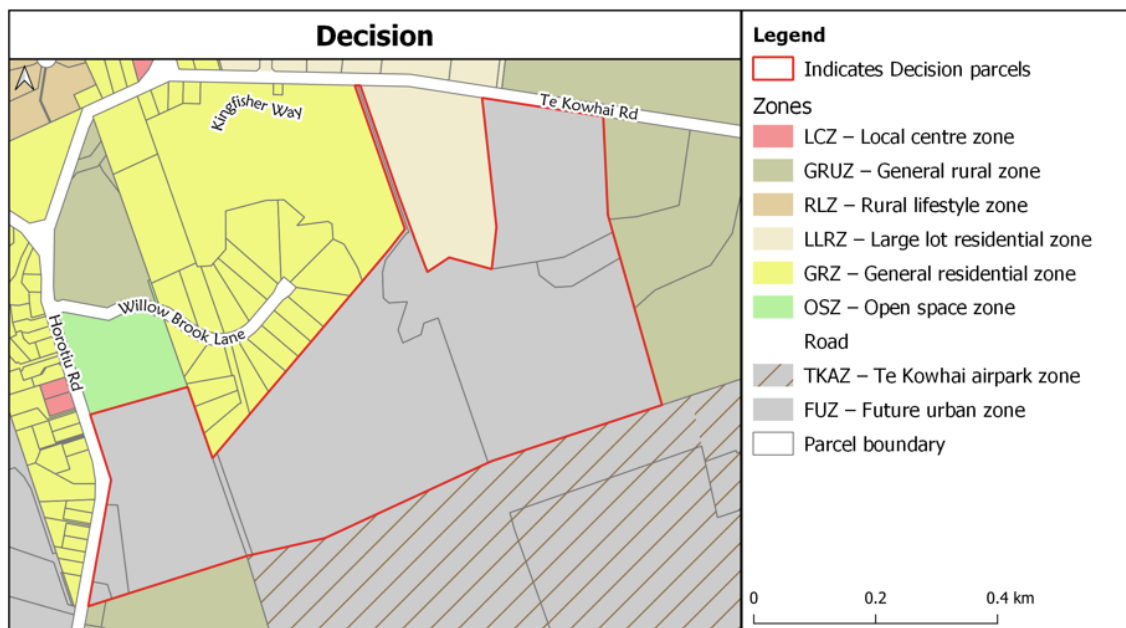 Decision
Kingfisher Way
Te Kowhai Rd
Willow Brook Lane
Horotiu Rd
Legend
Indicates Decision parcels
Zones
LCZ – Local centre zone
GRUZ – General rural zone
RLZ – Rural lifestyle zone
LLRZ – Large lot residential zone
GRZ – General residential zone
OSZ – Open space zone
Road
TKAZ – Te Kowhai airpark zone
FUZ – Future urban zone
Parcel boundary
0 0.2 0.4 km